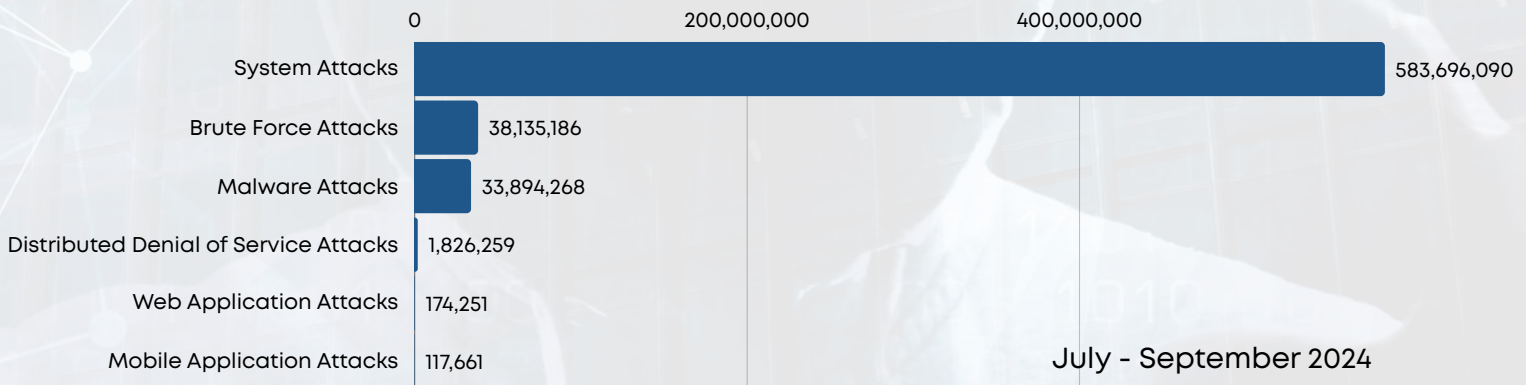 0 200,000,000 400,000,000
System Attacks 583,696,090
Brute Force Attacks 38,135,186
Malware Attacks 33,894,268
Distributed Denial of Service Attacks 1,826,259
Web Application Attacks 174,251
Mobile Application Attacks 117,661
July - September 2024